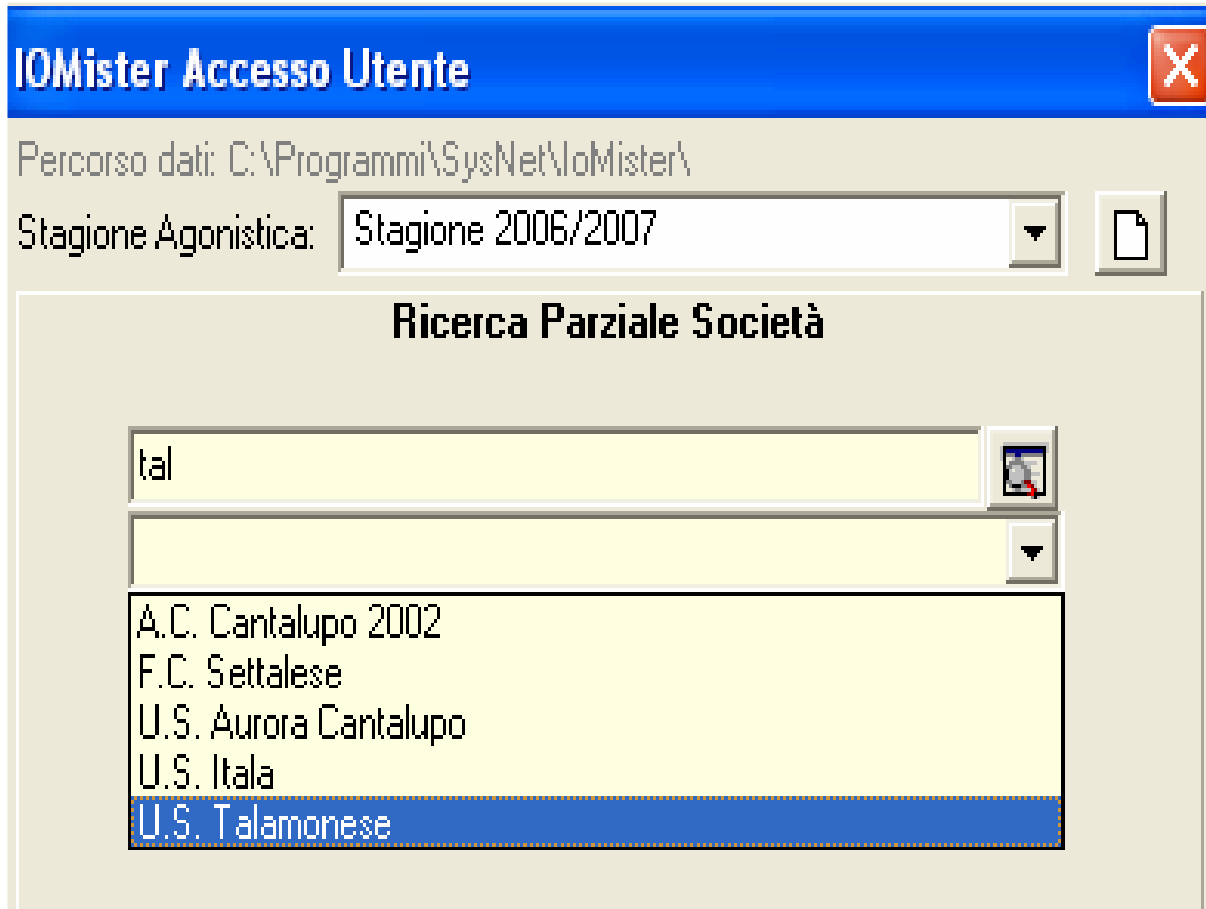 IOMister Accesso Utente
Percorso dati: C:\Programmi\SysNet\IoMister\
Stagione Agonistica: Stagione 2006/2007
Ricerca Parziale Società
tal
A.C. Cantalupo 2002
F.C. Settalese
U.S. Aurora Cantalupo
U.S. Itala
U.S. Talamonese